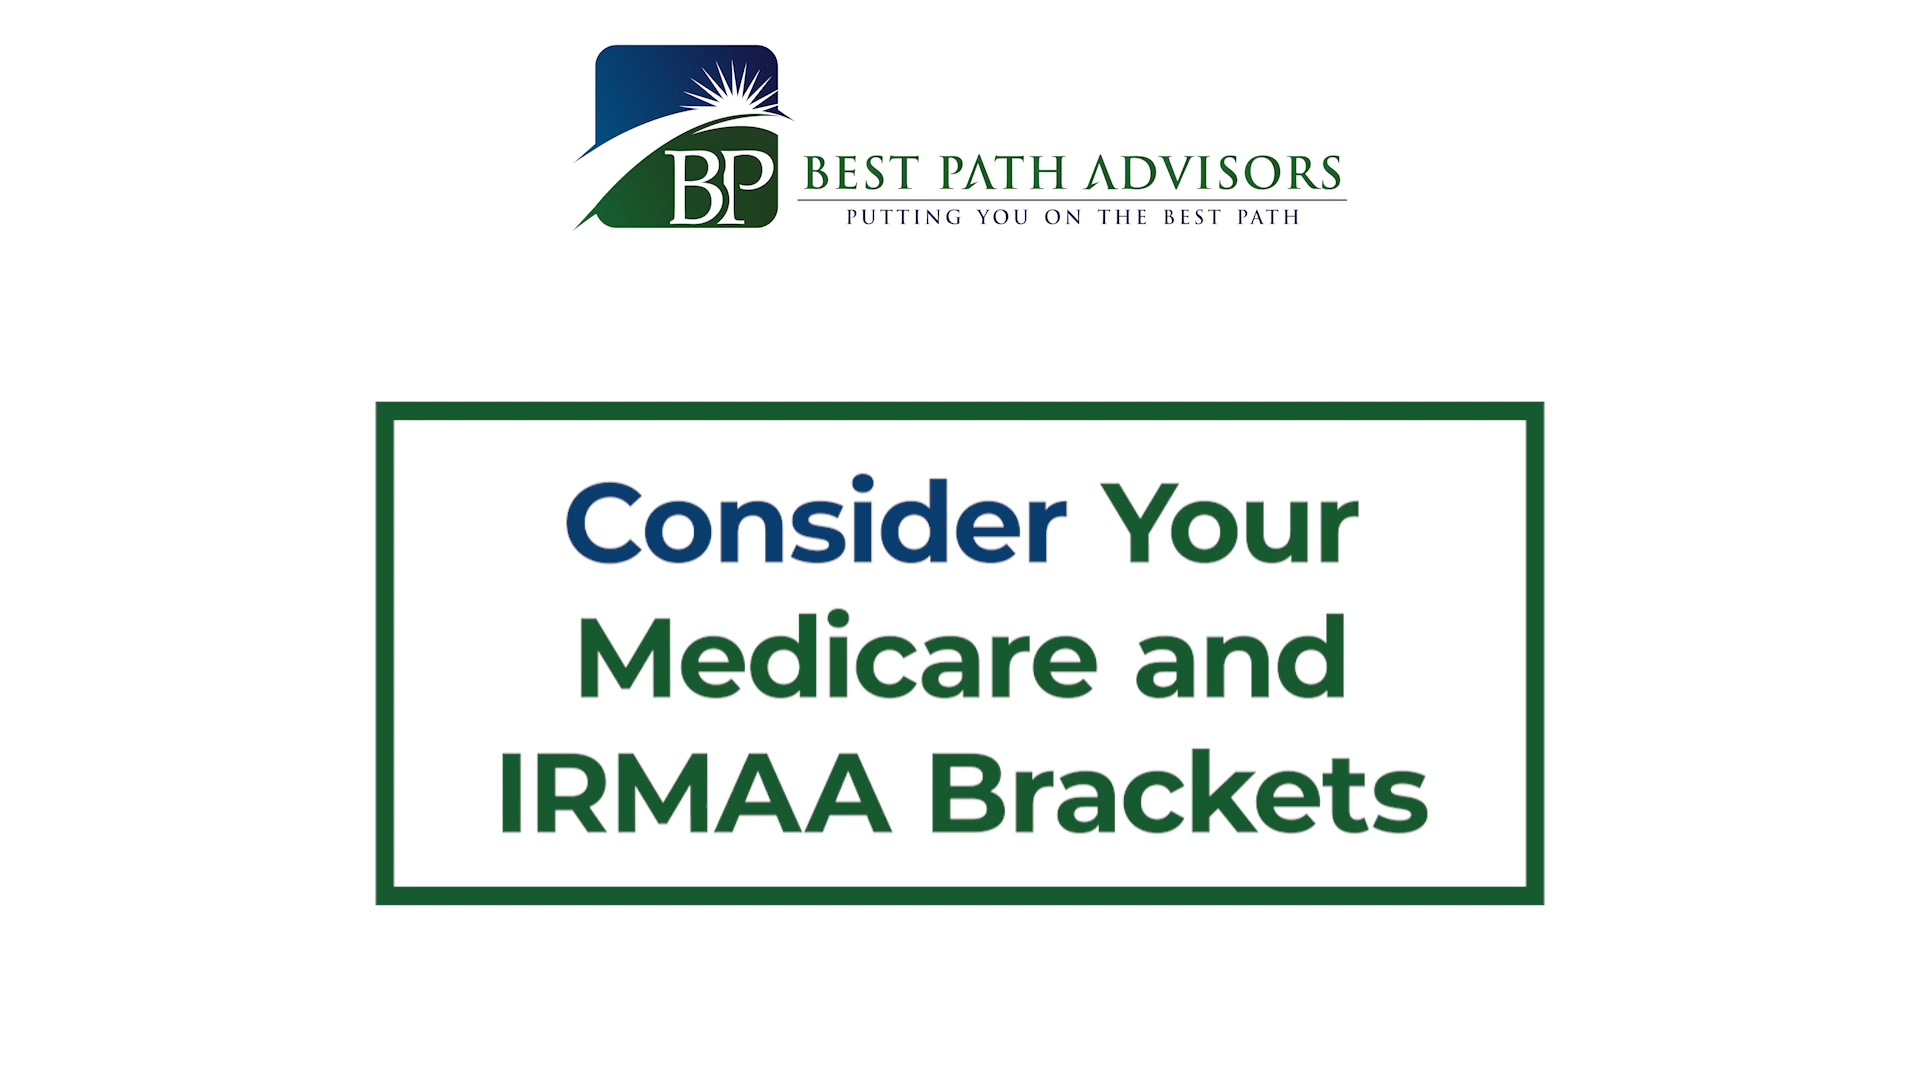 BP
BEST PATH ADVISORS
PUTTING YOU ON THE BEST PATH
Consider Your
Medicare and
IRMAA Brackets